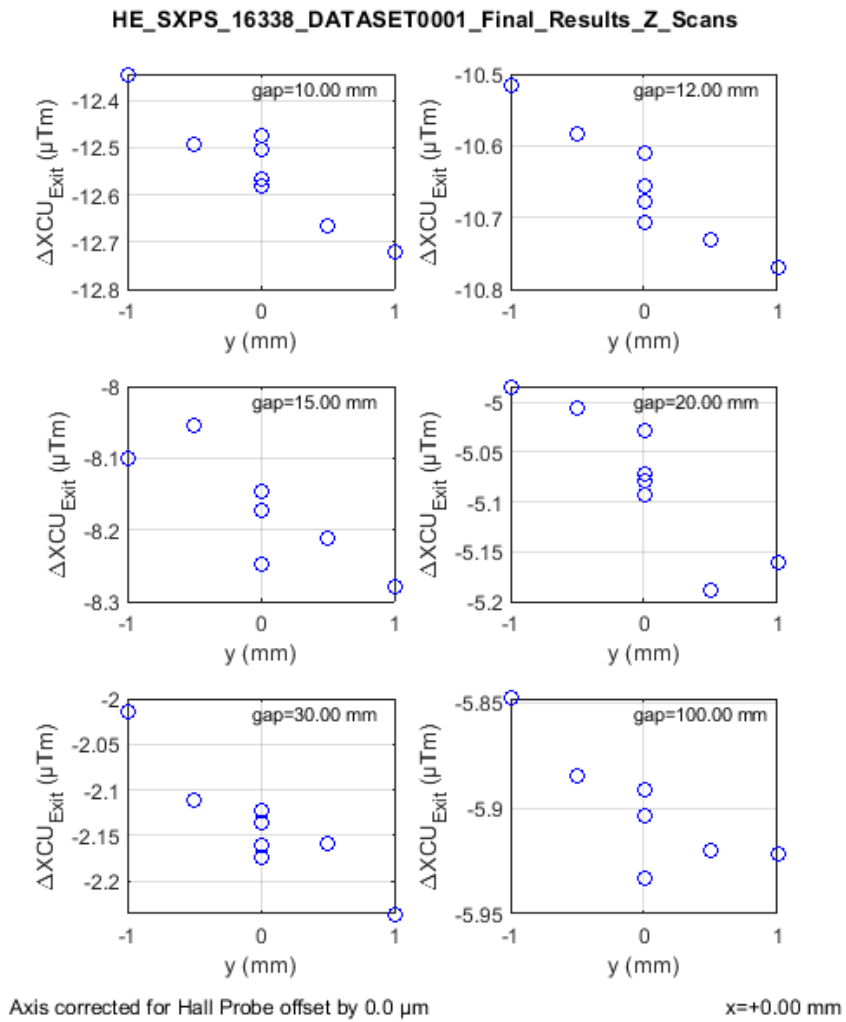 HE_SXPS_16338_DATASET0001_Final_Results_Z_Scans
gap=10.00 mm
-12.4
-12.5
-12.6
-12.7
-12.8
ΔXCU_Exit (μTm)
-1 0 1
y (mm)
gap=12.00 mm
-10.5
-10.6
-10.7
-10.8
ΔXCU_Exit (μTm)
-1 0 1
y (mm)
gap=15.00 mm
-8
-8.1
-8.2
-8.3
ΔXCU_Exit (μTm)
-1 0 1
y (mm)
gap=20.00 mm
-5
-5.05
-5.1
-5.15
-5.2
ΔXCU_Exit (μTm)
-1 0 1
y (mm)
gap=30.00 mm
-2
-2.05
-2.1
-2.15
-2.2
ΔXCU_Exit (μTm)
-1 0 1
y (mm)
gap=100.00 mm
-5.85
-5.9
-5.95
ΔXCU_Exit (μTm)
-1 0 1
y (mm)
Axis corrected for Hall Probe offset by 0.0 μm
x=+0.00 mm